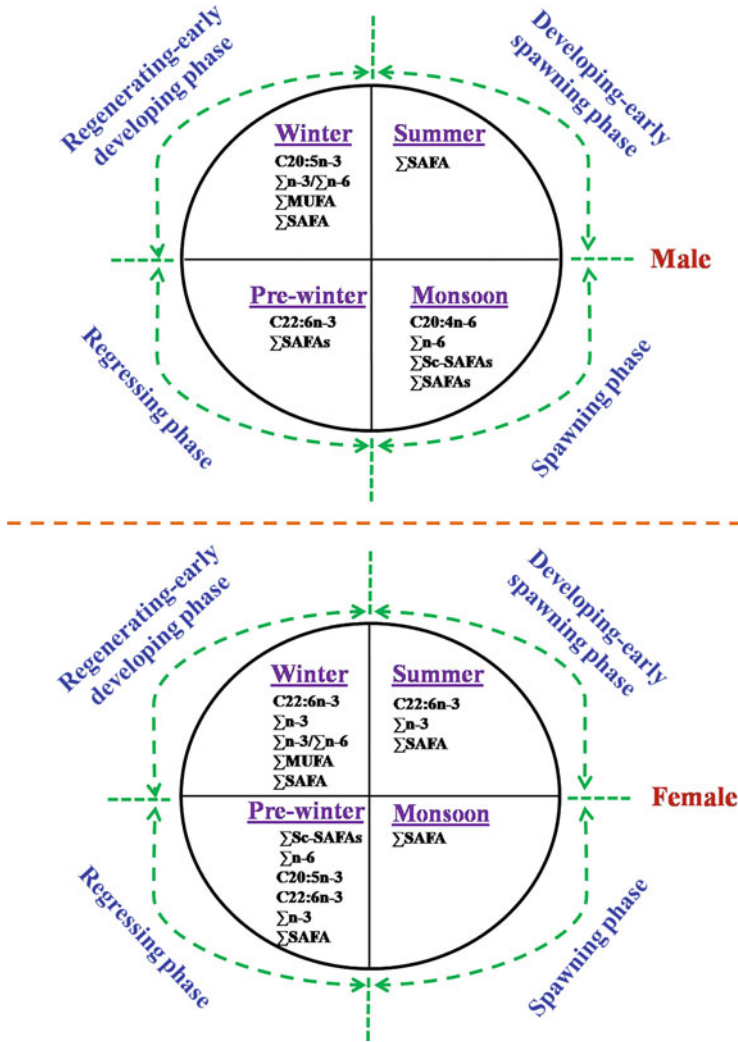 Regenerating-early
developing phase
Developing-early
spawning phase
Winter
C20:5n-3
∑n-3/∑n-6
∑MUFA
∑SAFA
Summer
∑SAFA
Male
Pre-winter
C22:6n-3
∑SAFAs
Monsoon
C20:4n-6
∑n-6
∑Sc-SAFAs
∑SAFAs
Regressing phase
Spawning phase
Regenerating-early
developing phase
Developing-early
spawning phase
Winter
C22:6n-3
∑n-3
∑n-3/∑n-6
∑MUFA
∑SAFA
Summer
C22:6n-3
∑n-3
∑SAFA
Female
Pre-winter
∑Sc-SAFAs
∑n-6
C20:5n-3
C22:6n-3
∑n-3
∑SAFA
Monsoon
∑SAFA
Regressing phase
Spawning phase